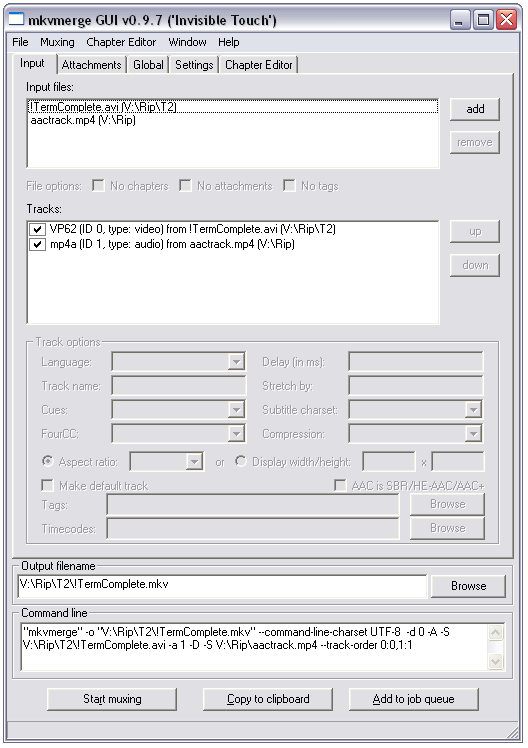 mkvmerge GUI v0.9.7 ('Invisible Touch')
File Muxing Chapter Editor Window Help
Input Attachments Global Settings Chapter Editor
Input files:
!TermComplete.avi (V:\Rip\T2)
aactrack.mp4 (V:\Rip)
add
remove
File options: No chapters No attachments No tags
Tracks:
VP62 (ID 0, type: video) from !TermComplete.avi (V:\Rip\T2)
mp4a (ID 1, type: audio) from aactrack.mp4 (V:\Rip)
up
down
Track options
Language: Delay (in ms):
Track name: Stretch by:
Cues: Subtitle charset:
FourCC: Compression:
Aspect ratio: or Display width/height: x
Make default track AAC is SBR/HE-AAC/AAC+
Tags: Browse
Timecodes: Browse
Output filename
V:\Rip\T2\!TermComplete.mkv Browse
Command line
"mkvmerge" -o "V:\Rip\T2\!TermComplete.mkv" --command-line-charset UTF-8 -d 0 -A -S
V:\Rip\T2\!TermComplete.avi -a 1 -D -S V:\Rip\aactrack.mp4 --track-order 0:0,1:1
Start muxing Copy to clipboard Add to job queue